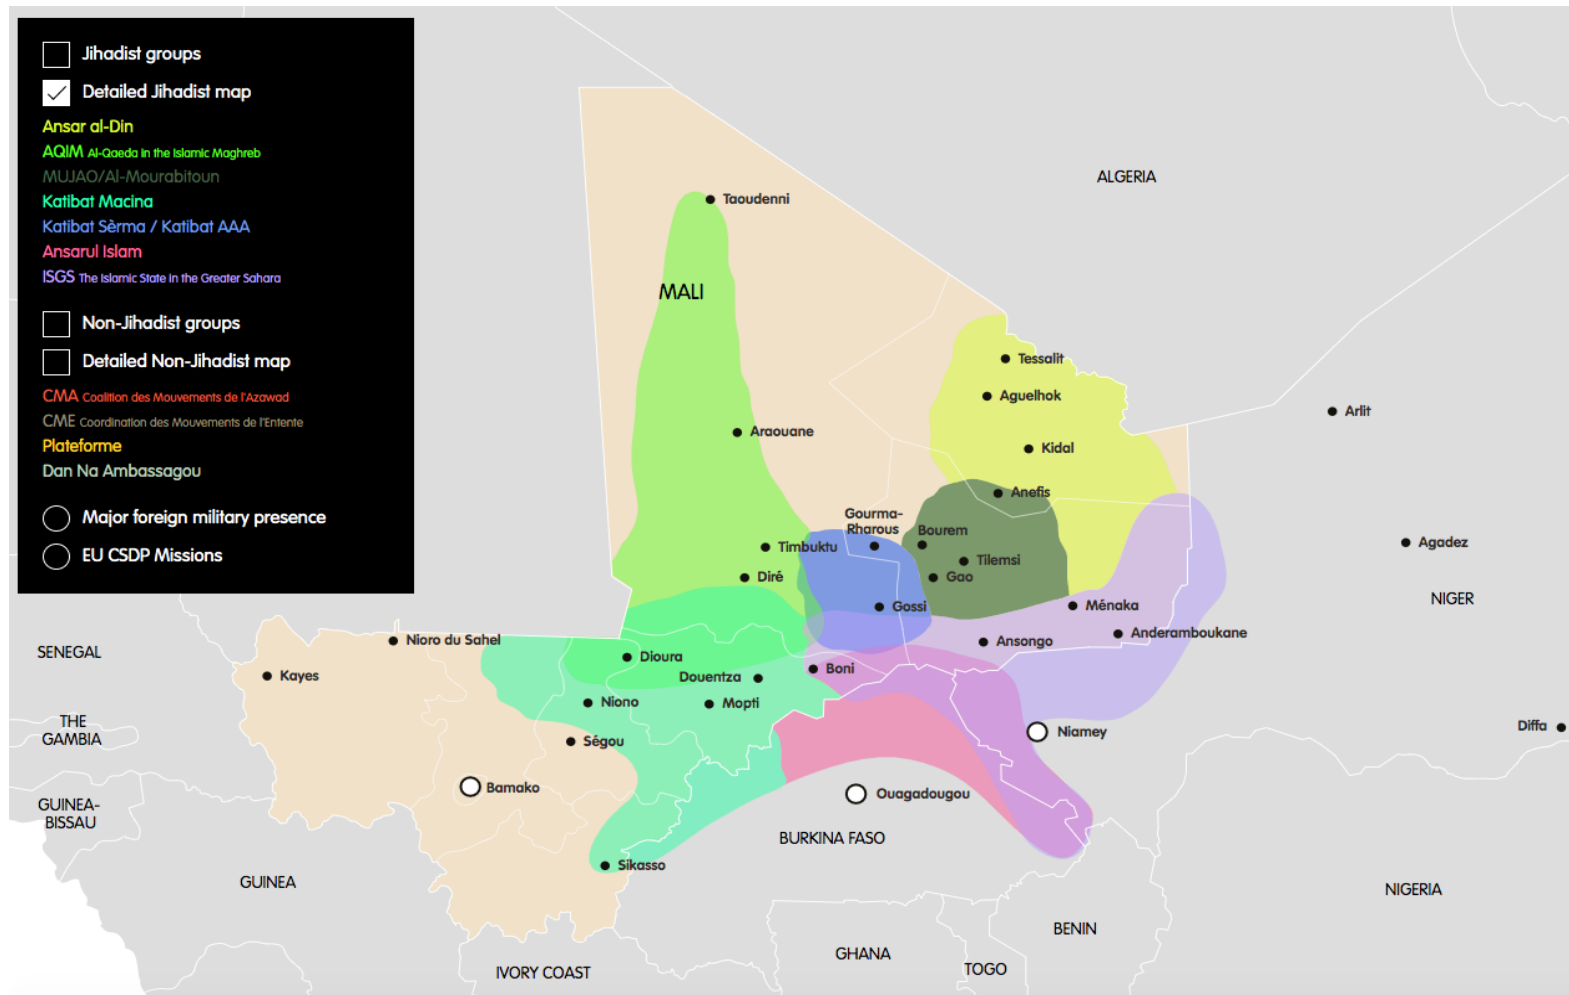 Jihadist groups
Detailed Jihadist map
Ansar al-Din
AQIM Al-Qaeda in the Islamic Maghreb
MUJAO/Al-Mourabitoun
Katibat Macina
Katibat Sèrma / Katibat AAA
Ansarul Islam
ISGS The Islamic State in the Greater Sahara
Non-Jihadist groups
Detailed Non-Jihadist map
CMA Coalition des Mouvements de l'Azawad
CME Coordination des Mouvements de l'Entente
Plateforme
Dan Na Ambassagou
Major foreign military presence
EU CSDP Missions
ALGERIA
Taoudenni
MALI
Tessalit
Aguelhok
Arlit
Araouane
Kidal
Anefis
Gourma-
Rharous
Bourem
Timbuktu
Tilemsi
Agadez
Diré
Gao
NIGER
Gossi
Ménaka
Anderamboukane
Nioro du Sahel
Ansongo
SENEGAL
Dioura
Boni
Kayes
Douentza
Niono
Mopti
THE
GAMBIA
Niamey
Diffa
Ségou
Bamako
Ouagadougou
GUINEA-
BISSAU
BURKINA FASO
Sikasso
GUINEA
NIGERIA
BENIN
GHANA
TOGO
IVORY COAST